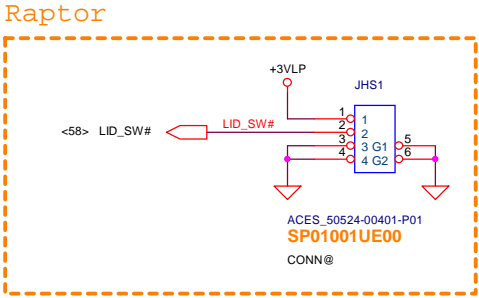 Raptor
+3VLP
JHS1
<58> LID_SW# LID_SW#
1 1
2 2
3 3 G1 5
4 4 G2 6
ACES_50524-00401-P01
SP01001UE00
CONN@